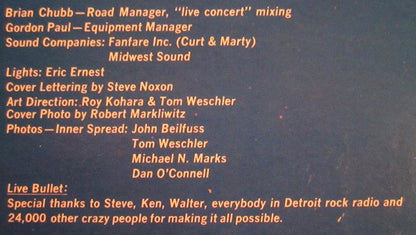 Brian Chubb—Road Manager, "live concert" mixing
Gordon Paul—Equipment Manager
Sound Companies: Fanfare Inc. (Curt & Marty)
Midwest Sound
Lights: Eric Ernest
Cover Lettering by Steve Noxon
Art Direction: Roy Kohara & Tom Weschler
Cover Photo by Robert Markliwitz
Photos—Inner Spread: John Beilfuss
Tom Weschler
Michael N. Marks
Dan O'Connell
Live Bullet:
Special thanks to Steve, Ken, Walter, everybody in Detroit rock radio and
24,000 other crazy people for making it all possible.